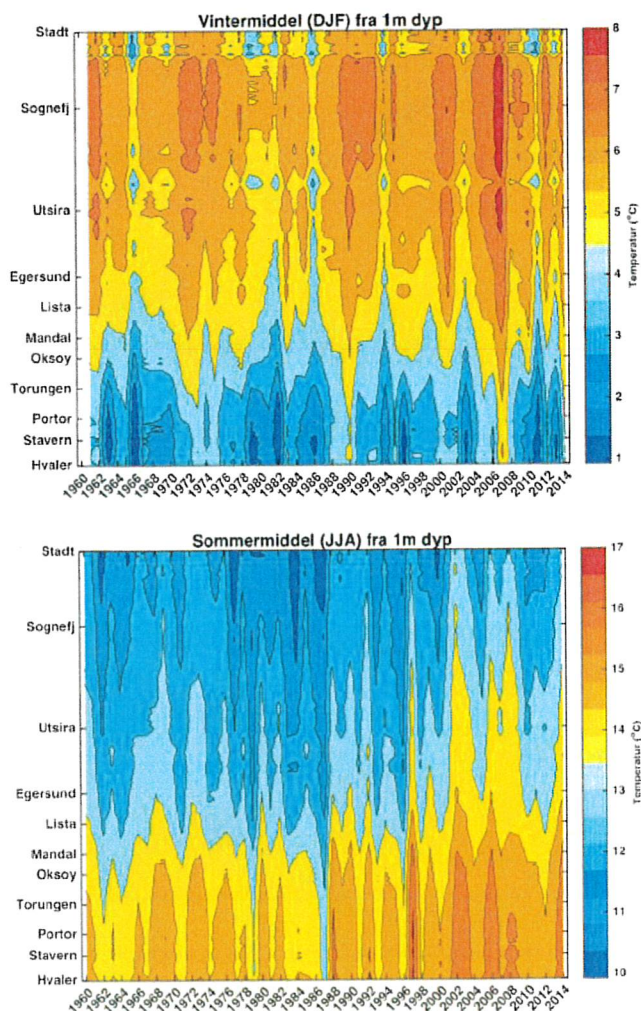 Vintermiddel (DJF) fra 1m dyp
Stadt
Sognefj
Utsira
Egersund
Lista
Mandal
Oksoy
Torungen
Portor
Stavern
Hvaler
1960 1962 1964 1966 1968 1970 1972 1974 1976 1978 1980 1982 1984 1986 1988 1990 1992 1994 1996 1998 2000 2002 2004 2006 2008 2010 2012 2014
8
7
6
5
4
3
2
1
Temperatur (°C)
Sommermiddel (JJA) fra 1m dyp
Stadt
Sognefj
Utsira
Egersund
Lista
Mandal
Oksoy
Torungen
Portor
Stavern
Hvaler
1960 1962 1964 1966 1968 1970 1972 1974 1976 1978 1980 1982 1984 1986 1988 1990 1992 1994 1996 1998 2000 2002 2004 2006 2008 2010 2012 2014
17
16
15
14
13
12
11
10
Temperatur (°C)